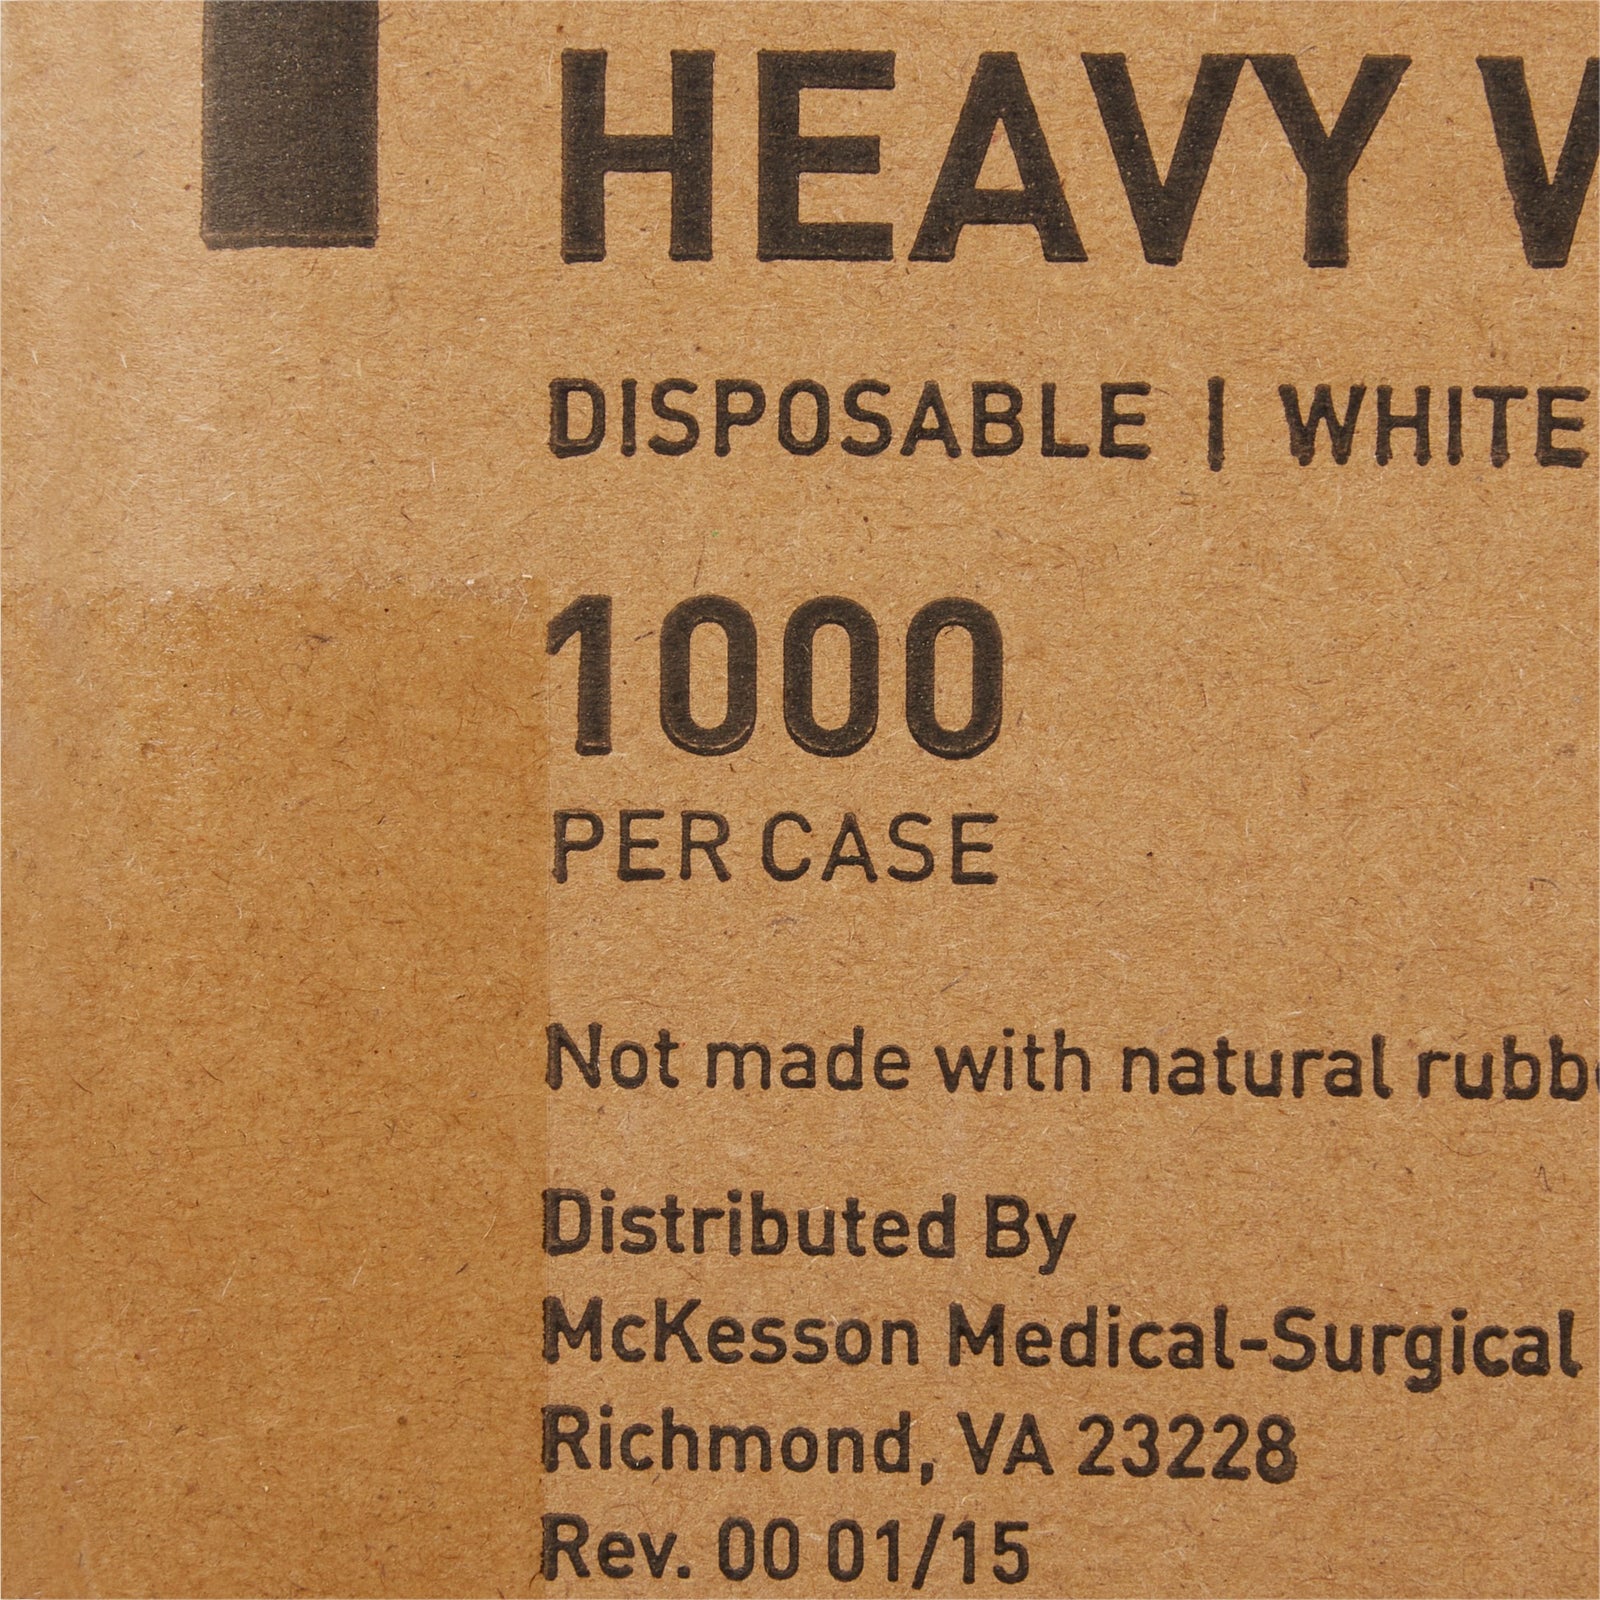 HEAVY
DISPOSABLE | WHITE
1000
PER CASE
Not made with natural
Distributed By
McKesson Medical-Surgical
Richmond, VA 23228
Rev. 00 01/15